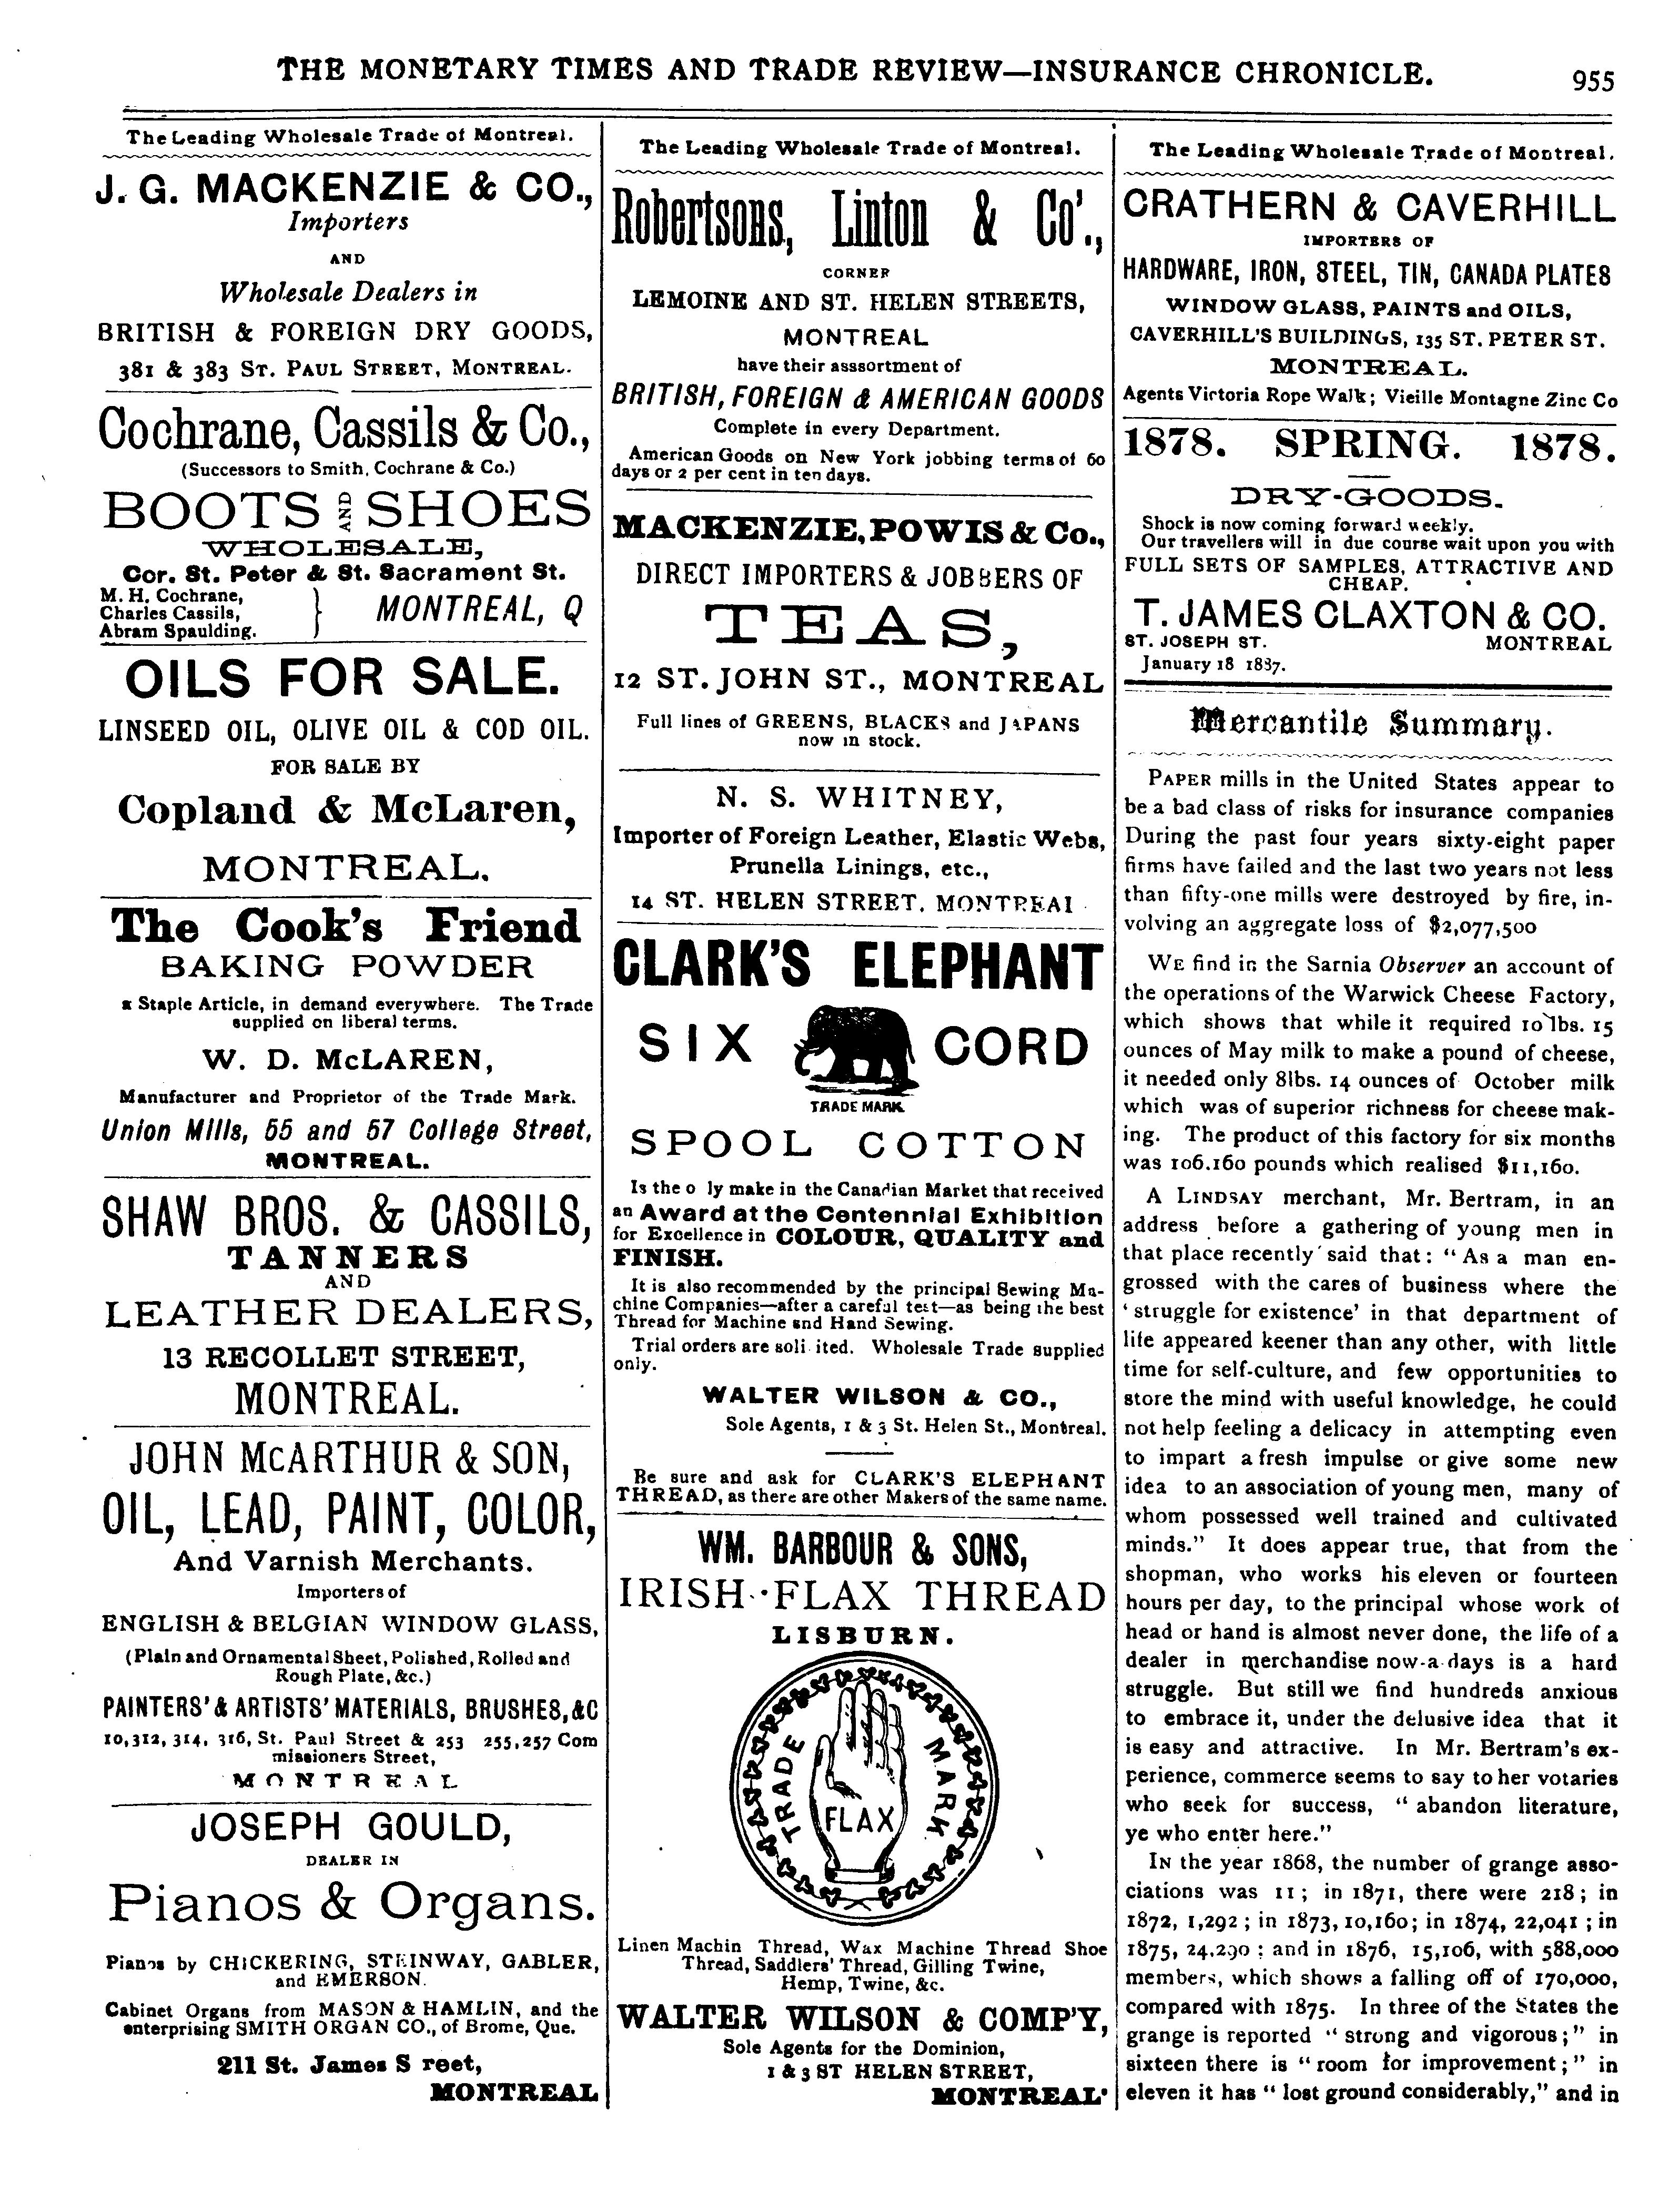 THE MONETARY TIMES AND TRADE REVIEW—INSURANCE CHRONICLE.
955
The Leading Wholesale Trade of Montreal.
J. G. MACKENZIE & CO.,
Importers
AND
Wholesale Dealers in
BRITISH & FOREIGN DRY GOODS,
381 & 383 ST. PAUL STREET, MONTREAL.
Cochrane, Cassils & Co.,
(Successors to Smith, Cochrane & Co.)
BOOTS AND SHOES
WHOLESALE,
Cor. St. Peter & St. Sacrament St.
M. H. Cochrane,
Charles Cassils,
Abram Spaulding.
} MONTREAL, Q
OILS FOR SALE.
LINSEED OIL, OLIVE OIL & COD OIL.
FOR SALE BY
Copland & McLaren,
MONTREAL.
The Cook's Friend
BAKING POWDER
a Staple Article, in demand everywhere. The Trade
supplied on liberal terms.
W. D. McLAREN,
Manufacturer and Proprietor of the Trade Mark.
Union Mills, 55 and 57 College Street,
MONTREAL.
SHAW BROS. & CASSILS,
TANNERS
AND
LEATHER DEALERS,
13 RECOLLET STREET,
MONTREAL.
JOHN McARTHUR & SON,
OIL, LEAD, PAINT, COLOR,
And Varnish Merchants.
Importers of
ENGLISH & BELGIAN WINDOW GLASS,
(Plain and Ornamental Sheet, Polished, Rolled and
Rough Plate, &c.)
PAINTERS' & ARTISTS' MATERIALS, BRUSHES, &C
10,312, 314, 316, St. Paul Street & 253 255,257 Com
missioners Street,
MONTREAL
JOSEPH GOULD,
DEALER IN
Pianos & Organs.
Pianos by CHICKERING, STEINWAY, GABLER,
and EMERSON.
Cabinet Organs from MASON & HAMLIN, and the
enterprising SMITH ORGAN CO., of Brome, Que.
211 St. James S reet,
MONTREAL
The Leading Wholesale Trade of Montreal.
Robertsons, Linton & Co'.,
CORNER
LEMOINE AND ST. HELEN STREETS,
MONTREAL
have their asssortment of
BRITISH, FOREIGN & AMERICAN GOODS
Complete in every Department.
American Goods on New York jobbing terms of 60
days or 2 per cent in ten days.
MACKENZIE, POWIS & Co.,
DIRECT IMPORTERS & JOBBERS OF
TEAS,
12 ST. JOHN ST., MONTREAL
Full lines of GREENS, BLACKS and JAPANS
now in stock.
N. S. WHITNEY,
Importer of Foreign Leather, Elastic Webs,
Prunella Linings, etc.,
14 ST. HELEN STREET. MONTREAL
CLARK'S ELEPHANT
SIX CORD
TRADE MARK
SPOOL COTTON
Is the o ly make in the Canadian Market that received
an Award at the Centennial Exhibition
for Excellence in COLOUR, QUALITY and
FINISH.
It is also recommended by the principal Sewing Ma-
chine Companies—after a careful test—as being the best
Thread for Machine and Hand Sewing.
Trial orders are soli ited. Wholesale Trade supplied
only.
WALTER WILSON & CO.,
Sole Agents, 1 & 3 St. Helen St., Montreal.
Be sure and ask for CLARK'S ELEPHANT
THREAD, as there are other Makers of the same name.
WM. BARBOUR & SONS,
IRISH FLAX THREAD
LISBURN.
TRADE MARK
FLAX
Linen Machin Thread, Wax Machine Thread Shoe
Thread, Saddlers' Thread, Gilling Twine,
Hemp, Twine, &c.
WALTER WILSON & COMP'Y,
Sole Agents for the Dominion,
1 & 3 ST HELEN STREET,
MONTREAL
The Leading Wholesale Trade of Montreal.
CRATHERN & CAVERHILL
IMPORTERS OF
HARDWARE, IRON, STEEL, TIN, CANADA PLATES
WINDOW GLASS, PAINTS and OILS,
CAVERHILL'S BUILDINGS, 135 ST. PETER ST.
MONTREAL.
Agents Victoria Rope Walk; Vieille Montagne Zinc Co
1878. SPRING. 1878.
DRY-GOODS.
Shock is now coming forward weekly.
Our travellers will in due course wait upon you with
FULL SETS OF SAMPLES, ATTRACTIVE AND
CHEAP.
T. JAMES CLAXTON & CO.
ST. JOSEPH ST. MONTREAL
January 18 1887.
Mercantile Summary.
PAPER mills in the United States appear to
be a bad class of risks for insurance companies
During the past four years sixty-eight paper
firms have failed and the last two years not less
than fifty-one mills were destroyed by fire, in-
volving an aggregate loss of $2,077,500
WE find in the Sarnia Observer an account of
the operations of the Warwick Cheese Factory,
which shows that while it required 10 lbs. 15
ounces of May milk to make a pound of cheese,
it needed only 8lbs. 14 ounces of October milk
which was of superior richness for cheese mak-
ing. The product of this factory for six months
was 106.160 pounds which realised $11,160.
A LINDSAY merchant, Mr. Bertram, in an
address before a gathering of young men in
that place recently said that: "As a man en-
grossed with the cares of business where the
'struggle for existence' in that department of
life appeared keener than any other, with little
time for self-culture, and few opportunities to
store the mind with useful knowledge, he could
not help feeling a delicacy in attempting even
to impart a fresh impulse or give some new
idea to an association of young men, many of
whom possessed well trained and cultivated
minds." It does appear true, that from the
shopman, who works his eleven or fourteen
hours per day, to the principal whose work of
head or hand is almost never done, the life of a
dealer in merchandise now-a-days is a hard
struggle. But still we find hundreds anxious
to embrace it, under the delusive idea that it
is easy and attractive. In Mr. Bertram's ex-
perience, commerce seems to say to her votaries
who seek for success, "abandon literature,
ye who enter here."
IN the year 1868, the number of grange asso-
ciations was 11; in 1871, there were 218; in
1872, 1,292; in 1873, 10,160; in 1874, 22,041; in
1875, 24,290: and in 1876, 15,106, with 588,000
members, which shows a falling off of 170,000,
compared with 1875. In three of the States the
grange is reported "strong and vigorous;" in
sixteen there is "room for improvement;" in
eleven it has "lost ground considerably," and in